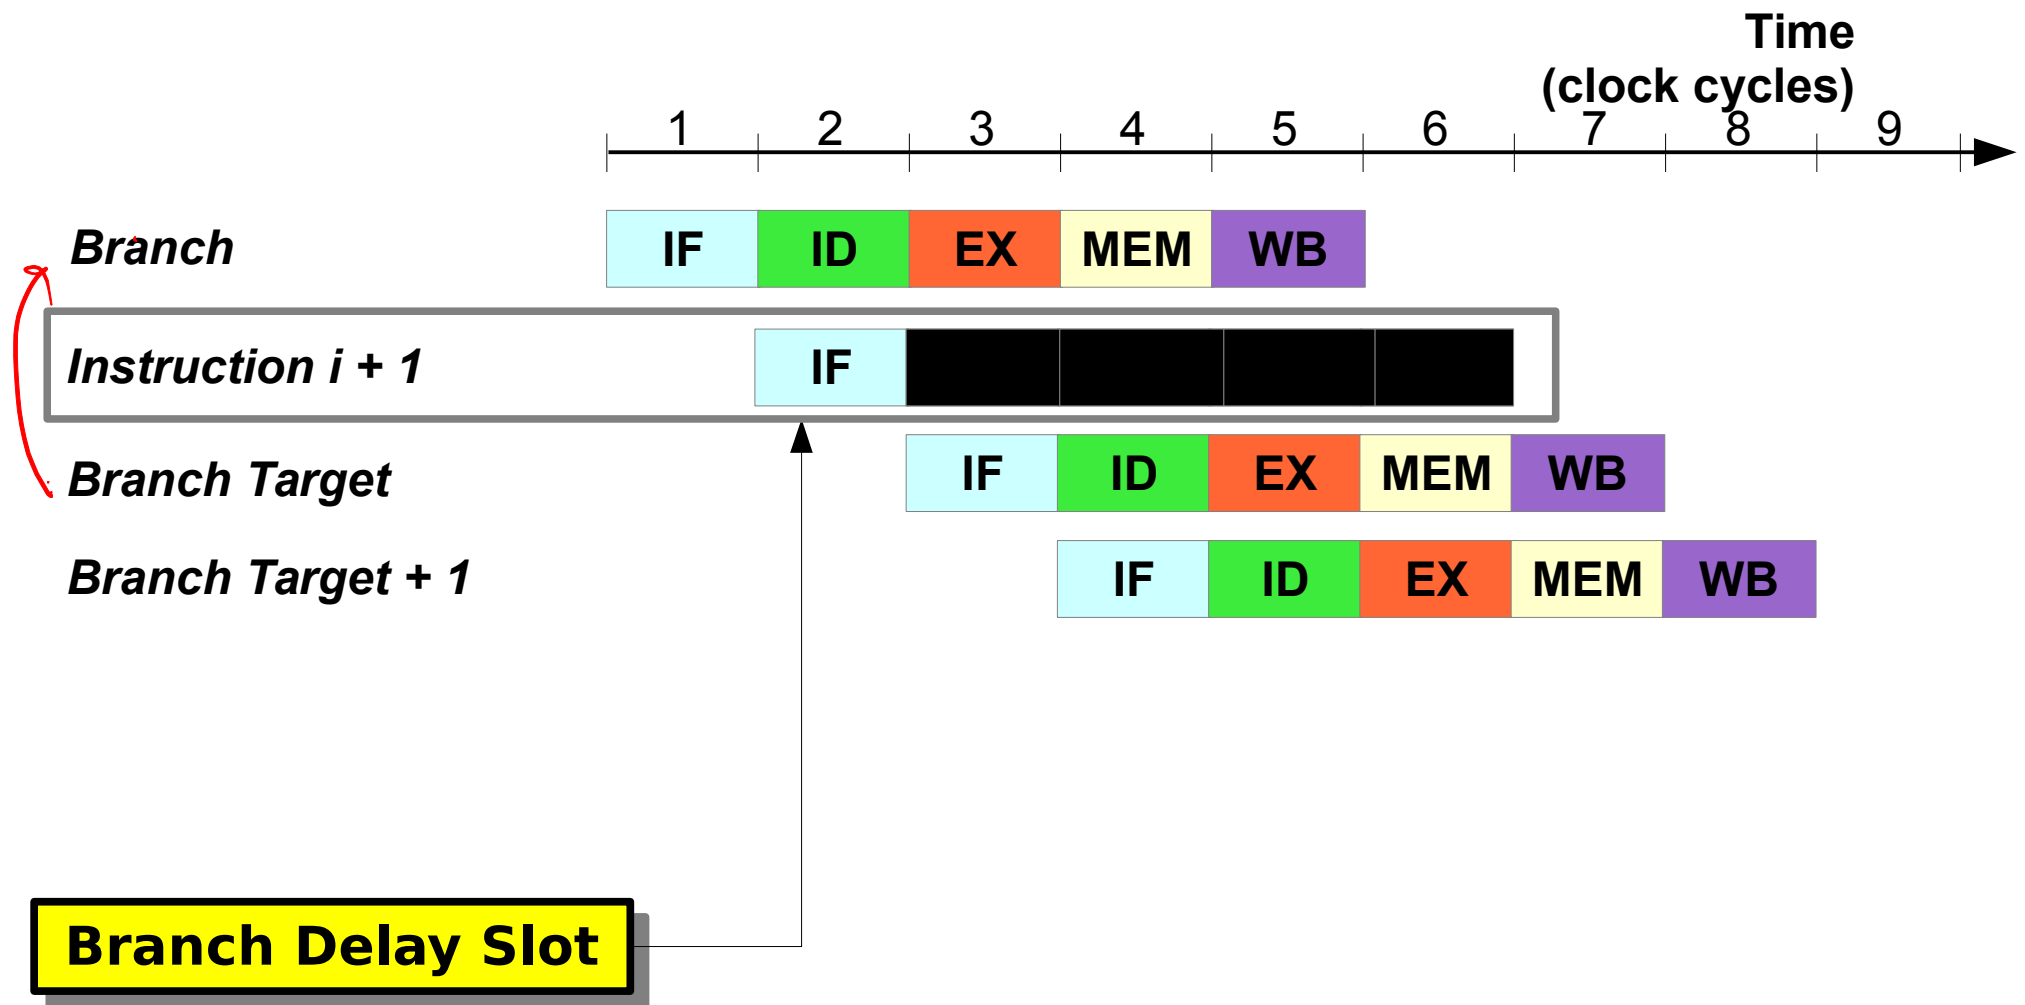 Time
(clock cycles)
1 2 3 4 5 6 7 8 9
Branch IF ID EX MEM WB
Instruction i + 1 IF
Branch Target IF ID EX MEM WB
Branch Target + 1 IF ID EX MEM WB
Branch Delay Slot